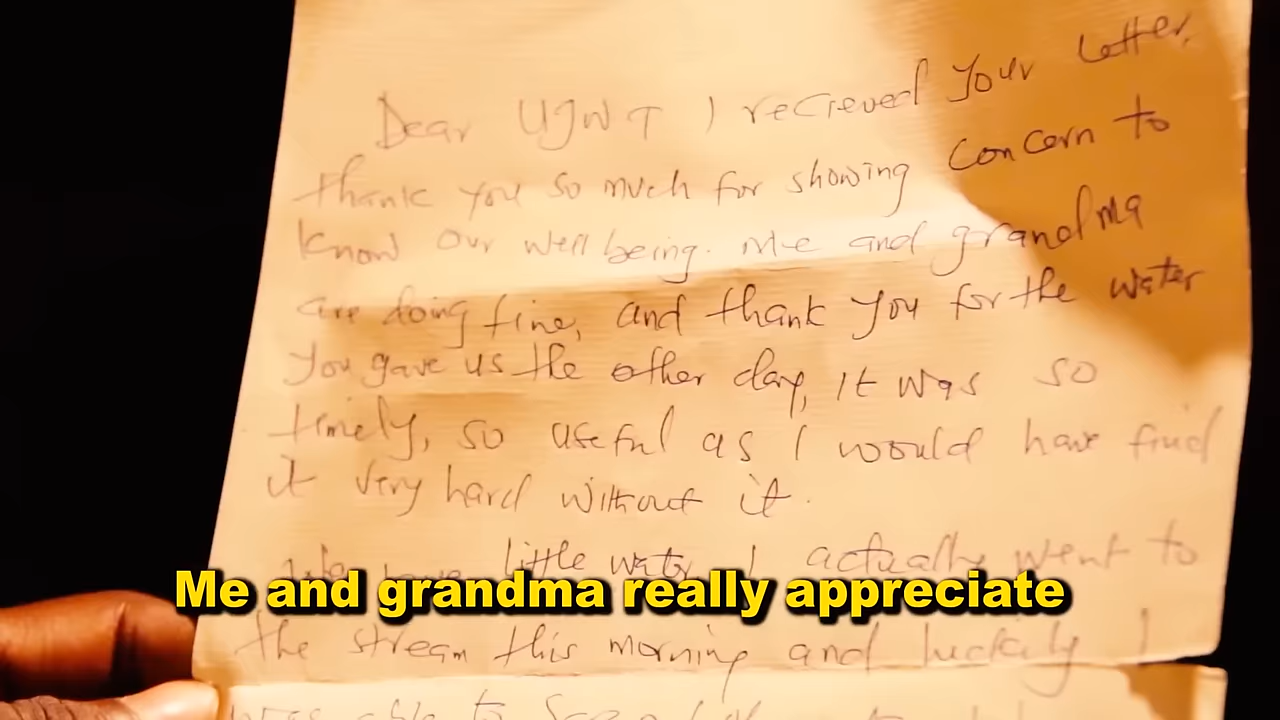 Dear UJWT I recieved Your Letter,
thank you so much for showing concern to
know our well being. Me and grandma
are doing fine, and thank you for the water
you gave us the other day, it was so
timely, so useful as I would have find
it very hard without it.
little water I actually went to
Me and grandma really appreciate
the stream this morning and luckily I
was able to